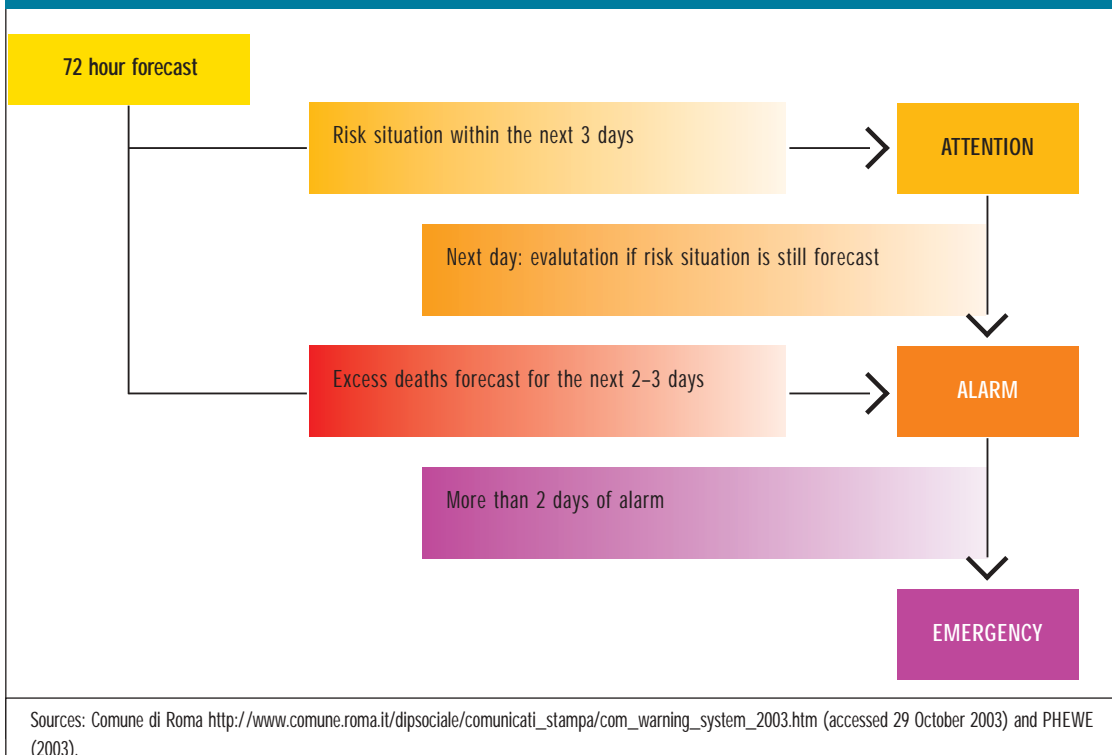 72 hour forecast
Risk situation within the next 3 days
ATTENTION
Next day: evalutation if risk situation is still forecast
Excess deaths forecast for the next 2–3 days
ALARM
More than 2 days of alarm
EMERGENCY
Sources: Comune di Roma http://www.comune.roma.it/dipsociale/comunicati_stampa/com_warning_system_2003.htm (accessed 29 October 2003) and PHEWE
(2003).